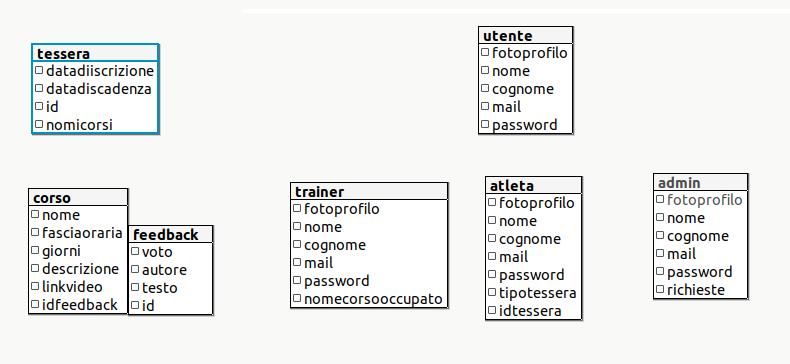 tessera
datadiiscrizione
datadiscadenza
id
nomicorsi
utente
fotoprofilo
nome
cognome
mail
password
corso
nome
fasciaoraria
giorni
descrizione
linkvideo
idfeedback
feedback
voto
autore
testo
id
trainer
fotoprofilo
nome
cognome
mail
password
nomecorsooccupato
atleta
fotoprofilo
nome
cognome
mail
password
tipotessera
idtessera
admin
fotoprofilo
nome
cognome
mail
password
richieste